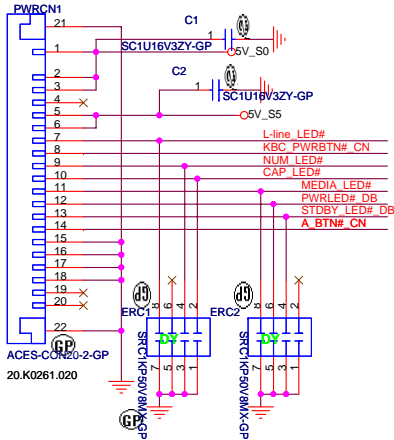 PWRCN1
21
1
2
3
4
5
6
7
8
9
10
11
12
13
14
15
16
17
18
19
20
22
ACES-CON20-2-GP
20.K0261.020
GP
C1
1
SC1U16V3ZY-GP
5V_S0
C2
1
SC1U16V3ZY-GP
5V_S5
L-line_LED#
KBC_PWRBTN#_CN
NUM_LED#
CAP_LED#
MEDIA_LED#
PWRLED#_DB
STDBY_LED#_DB
A_BTN#_CN
GP
ERC1
8 6 4 2
DY
7 5 3 1
SRC1KP50V8MX-GP
GP
GP
ERC2
8 6 4 2
DY
7 5 3 1
SRC1KP50V8MX-GP